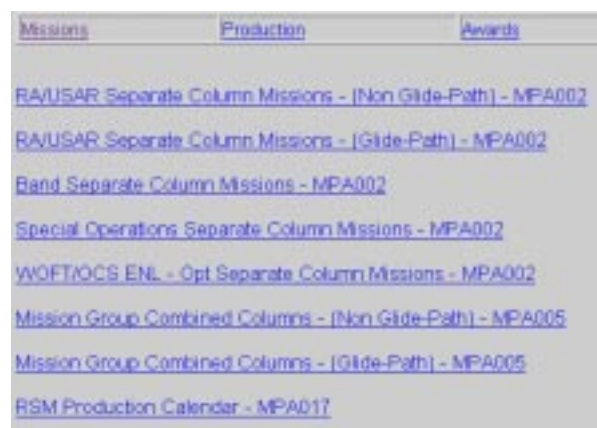 Missions Production Awards
RA/USAR Separate Column Missions - (Non Glide-Path) - MPA002
RA/USAR Separate Column Missions - (Glide-Path) - MPA002
Band Separate Column Missions - MPA002
Special Operations Separate Column Missions - MPA002
WOFT/OCS ENL - Opt Separate Column Missions - MPA002
Mission Group Combined Columns - (Non Glide-Path) - MPA005
Mission Group Combined Columns - (Glide-Path) - MPA005
RSM Production Calendar - MPA017